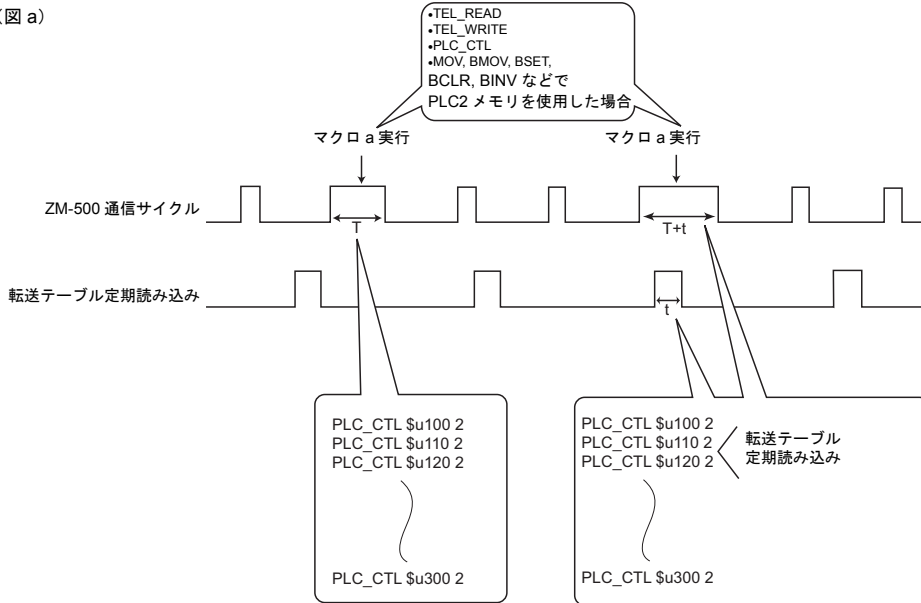 （図 a）
•TEL_READ
•TEL_WRITE
•PLC_CTL
•MOV, BMOV, BSET,
BCLR, BINV などで
PLC2 メモリを使用した場合
マクロ a 実行
マクロ a 実行
ZM-500 通信サイクル
T
T+t
転送テーブル定期読み込み
t
PLC_CTL $u100 2
PLC_CTL $u110 2
PLC_CTL $u120 2
PLC_CTL $u300 2
PLC_CTL $u100 2
PLC_CTL $u110 2
PLC_CTL $u120 2
転送テーブル
定期読み込み
PLC_CTL $u300 2